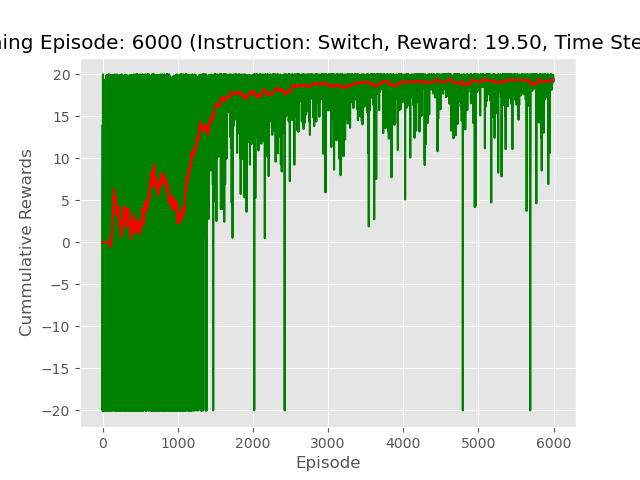 ning Episode: 6000 (Instruction: Switch, Reward: 19.50, Time Ste
20
15
10
5
0
−5
−10
−15
−20
Cummulative Rewards
0 1000 2000 3000 4000 5000 6000
Episode